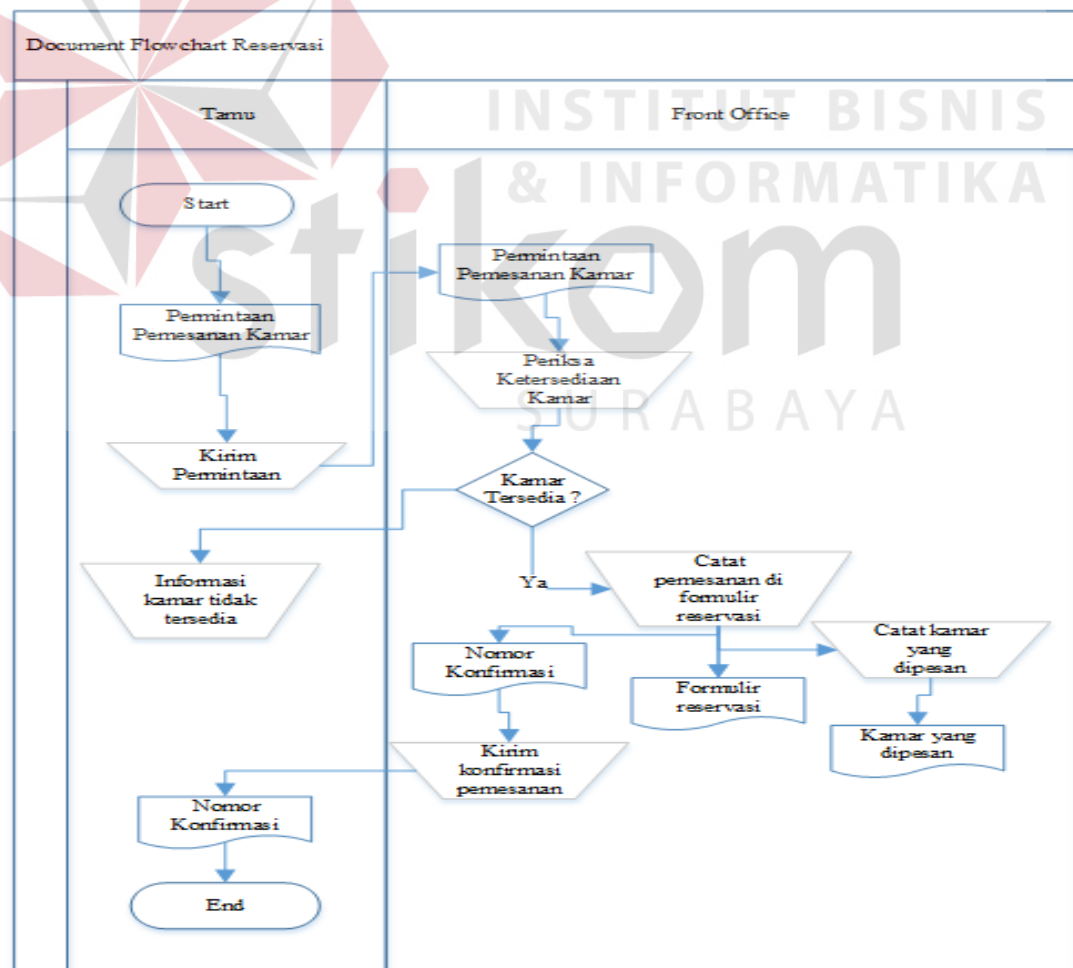 Document Flowchart Reservasi
Tamu
Front Office
INSTITUT BISNIS
& INFORMATIKA
stikom
SURABAYA
Start
Permintaan
Pemesanan Kamar
Kirim
Permintaan
Permintaan
Pemesanan Kamar
Periksa
Ketersediaan
Kamar
Kamar
Tersedia ?
Informasi
kamar tidak
tersedia
Ya
Catat
pemesanan di
formulir
reservasi
Nomor
Konfirmasi
Formulir
reservasi
Catat kamar
yang
dipesan
Kamar yang
dipesan
Kirim
konfirmasi
pemesanan
Nomor
Konfirmasi
End